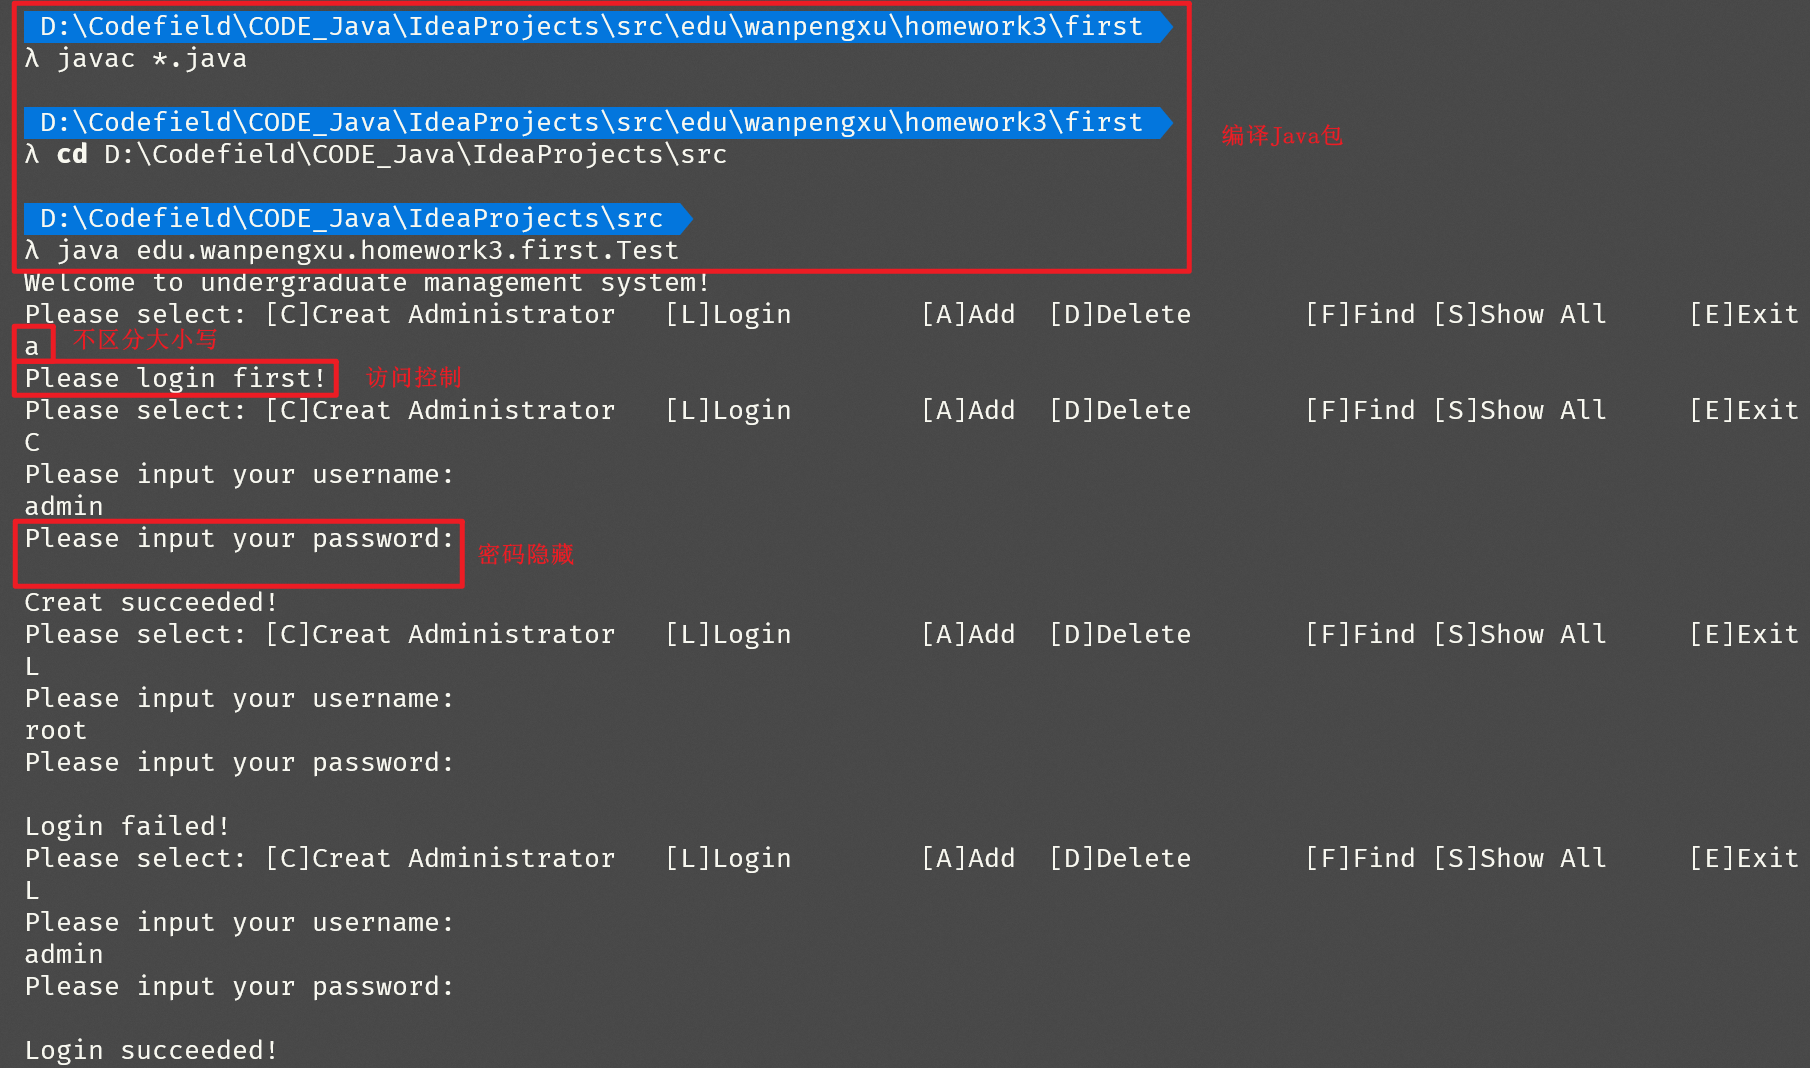 D:\Codefield\CODE_Java\IdeaProjects\src\edu\wanpengxu\homework3\first
λ javac *.java
D:\Codefield\CODE_Java\IdeaProjects\src\edu\wanpengxu\homework3\first
编译Java包
λ cd D:\Codefield\CODE_Java\IdeaProjects\src
D:\Codefield\CODE_Java\IdeaProjects\src
λ java edu.wanpengxu.homework3.first.Test
Welcome to undergraduate management system!
Please select: [C]Creat Administrator [L]Login [A]Add [D]Delete [F]Find [S]Show All [E]Exit
a 不区分大小写
Please login first! 访问控制
Please select: [C]Creat Administrator [L]Login [A]Add [D]Delete [F]Find [S]Show All [E]Exit
C
Please input your username:
admin
Please input your password: 密码隐藏
Creat succeeded!
Please select: [C]Creat Administrator [L]Login [A]Add [D]Delete [F]Find [S]Show All [E]Exit
L
Please input your username:
root
Please input your password:
Login failed!
Please select: [C]Creat Administrator [L]Login [A]Add [D]Delete [F]Find [S]Show All [E]Exit
L
Please input your username:
admin
Please input your password:
Login succeeded!